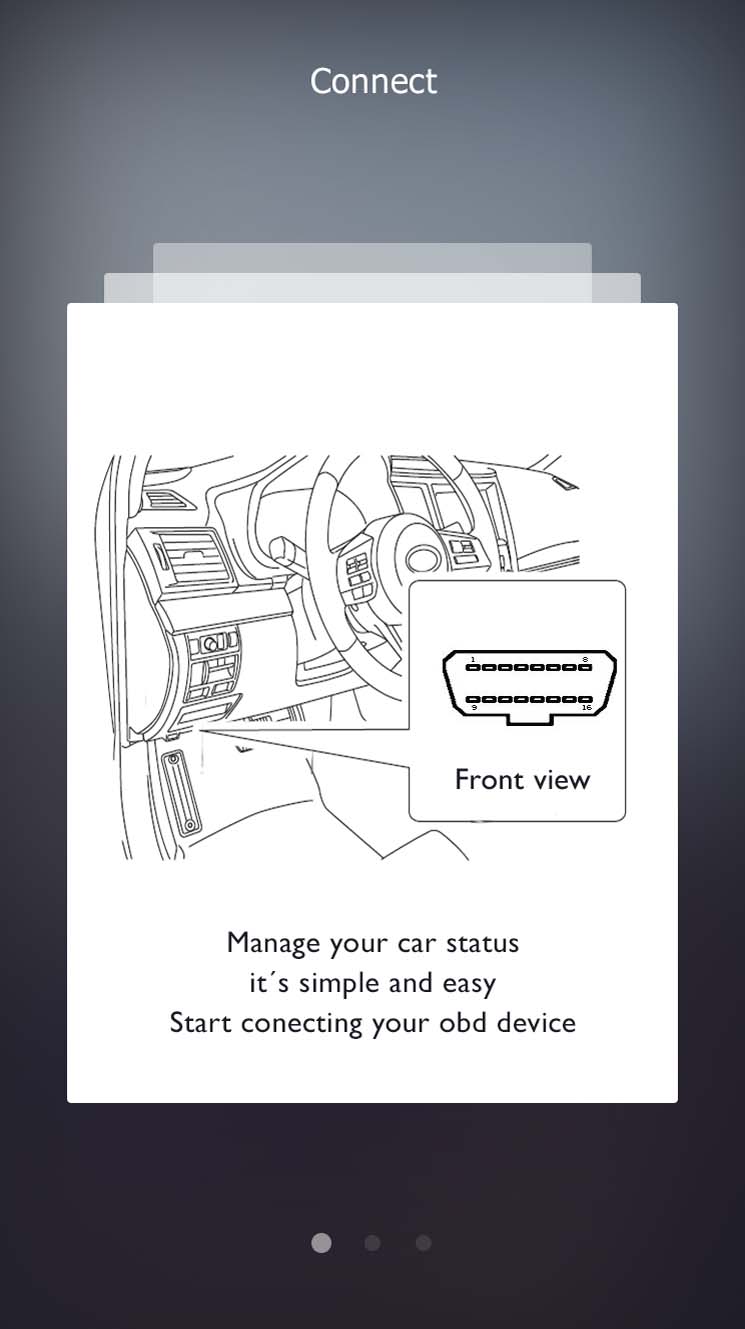 Connect
1 8
9 16
Front view
Manage your car status
it´s simple and easy
Start conecting your obd device